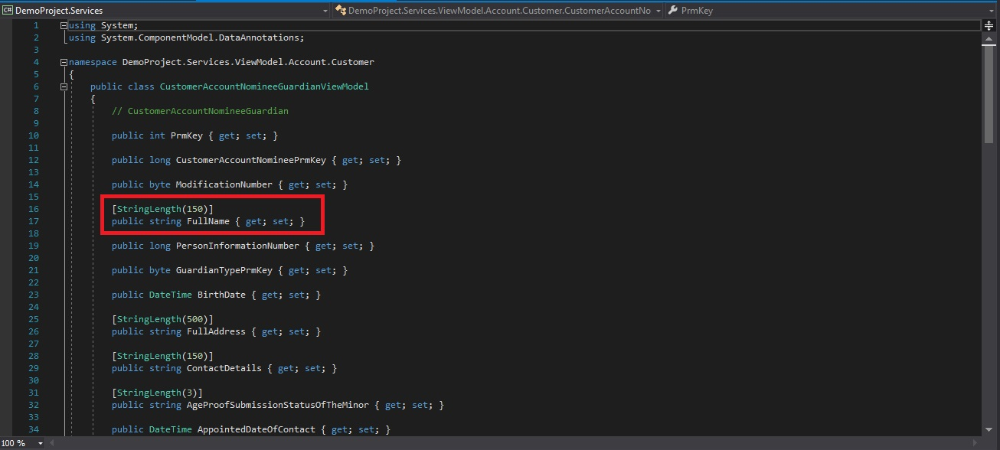 DemoProject.Services DemoProject.Services.ViewModel.Account.Customer.CustomerAccountNo PrmKey
1 using System;
2 using System.ComponentModel.DataAnnotations;
3
4 namespace DemoProject.Services.ViewModel.Account.Customer
5 {
6 public class CustomerAccountNomineeGuardianViewModel
7 {
8 // CustomerAccountNomineeGuardian
9
10 public int PrmKey { get; set; }
11
12 public long CustomerAccountNomineePrmKey { get; set; }
13
14 public byte ModificationNumber { get; set; }
15
16 [StringLength(150)]
17 public string FullName { get; set; }
18
19 public long PersonInformationNumber { get; set; }
20
21 public byte GuardianTypePrmKey { get; set; }
22
23 public DateTime BirthDate { get; set; }
24
25 [StringLength(500)]
26 public string FullAddress { get; set; }
27
28 [StringLength(150)]
29 public string ContactDetails { get; set; }
30
31 [StringLength(3)]
32 public string AgeProofSubmissionStatusOfTheMinor { get; set; }
33
34 public DateTime AppointedDateOfContact { get; set; }
100 %